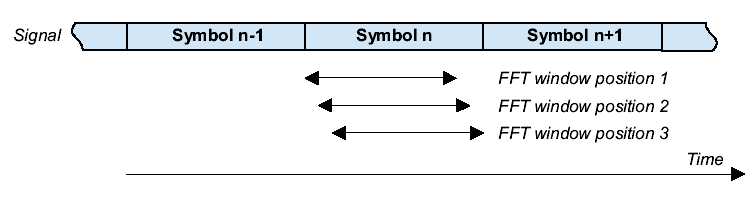 Signal Symbol n-1 Symbol n Symbol n+1
FFT window position 1
FFT window position 2
FFT window position 3
Time